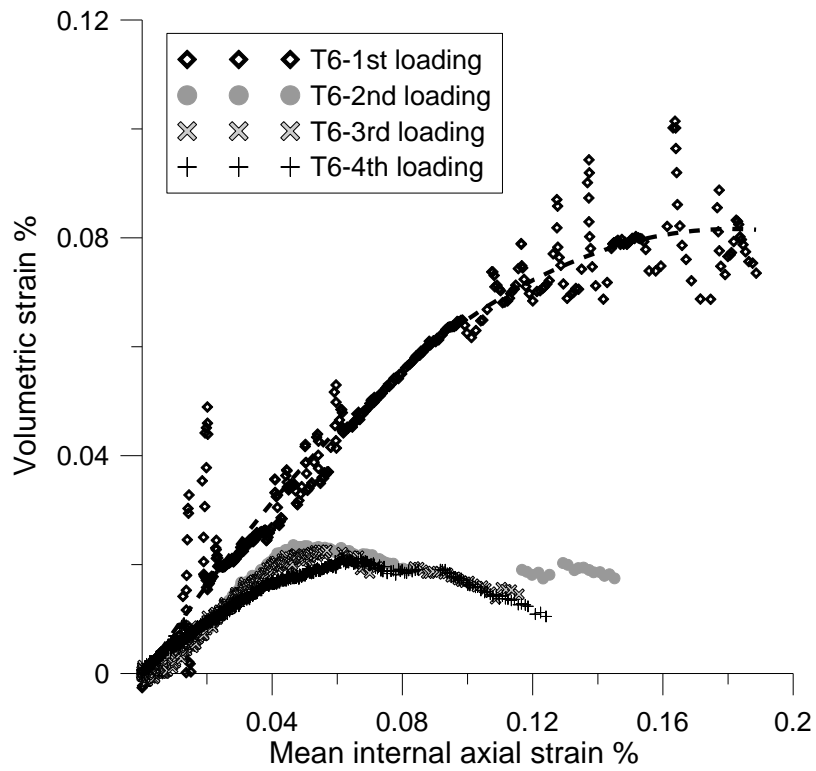 0.12
T6-1st loading
T6-2nd loading
T6-3rd loading
T6-4th loading
0.08
Volumetric strain %
0.04
0
0.04 0.08 0.12 0.16 0.2
Mean internal axial strain %